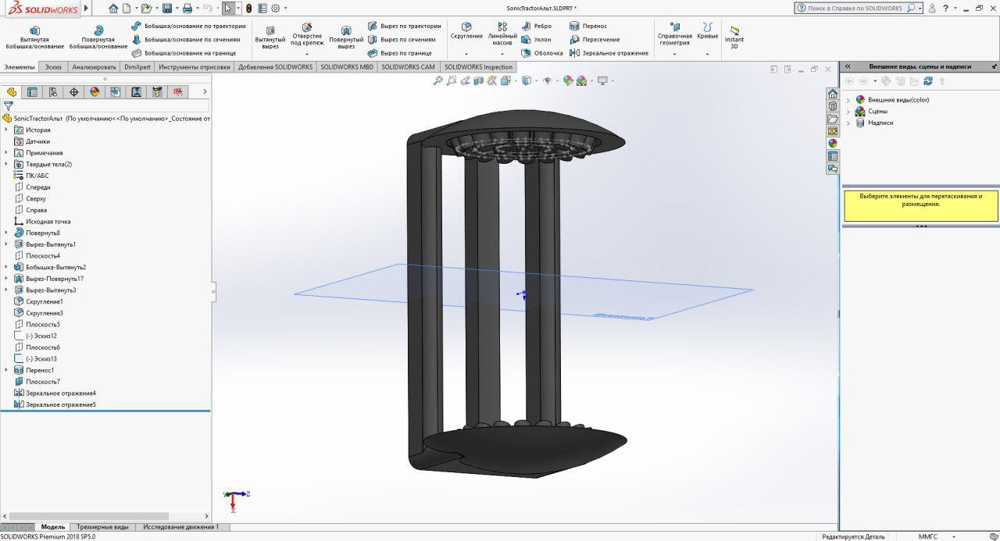 SOLIDWORKS
SonicTractorАльт.SLDPRT *
Поиск в Справке по SOLIDWORKS
Вытянутая бобышка/основание
Повернутая бобышка/основание
Бобышка/основание по траектории
Бобышка/основание по сечениям
Бобышка/основание на границе
Вытянутый вырез
Отверстие под крепеж
Повернутый вырез
Вырез по траектории
Вырез по сечениям
Вырез по границе
Скругление
Линейный массив
Ребро
Уклон
Оболочка
Перенос
Пересечение
Зеркальное отражение
Справочная геометрия
Кривые
Instant 3D
Элементы
Эскиз
Анализировать
DimXpert
Инструменты отрисовки
Добавления SOLIDWORKS
SOLIDWORKS MBD
SOLIDWORKS CAM
SOLIDWORKS Inspection
SonicTractorАльт (По умолчанию<<По умолчанию>_Состояние от
История
Датчики
Примечания
Твердые тела(2)
ПК/АБС
Спереди
Сверху
Справа
Исходная точка
Повернуть8
Вырез-Вытянуть1
Плоскость4
Бобышка-Вытянуть2
Вырез-Повернуть17
Вырез-Вытянуть3
Скругление1
Скругление3
Плоскость5
(-) Эскиз12
Плоскость6
(-) Эскиз13
Перенос1
Плоскость7
Зеркальное отражение4
Зеркальное отражение5
Z
X
Внешние виды, сцены и надписи
Внешние виды(color)
Сцены
Надписи
Выберите элементы для перетаскивания и
размещения.
Модель
Трехмерные виды
Исследование движения 1
SOLIDWORKS Premium 2018 SP5.0
Редактируется Деталь
ММГС